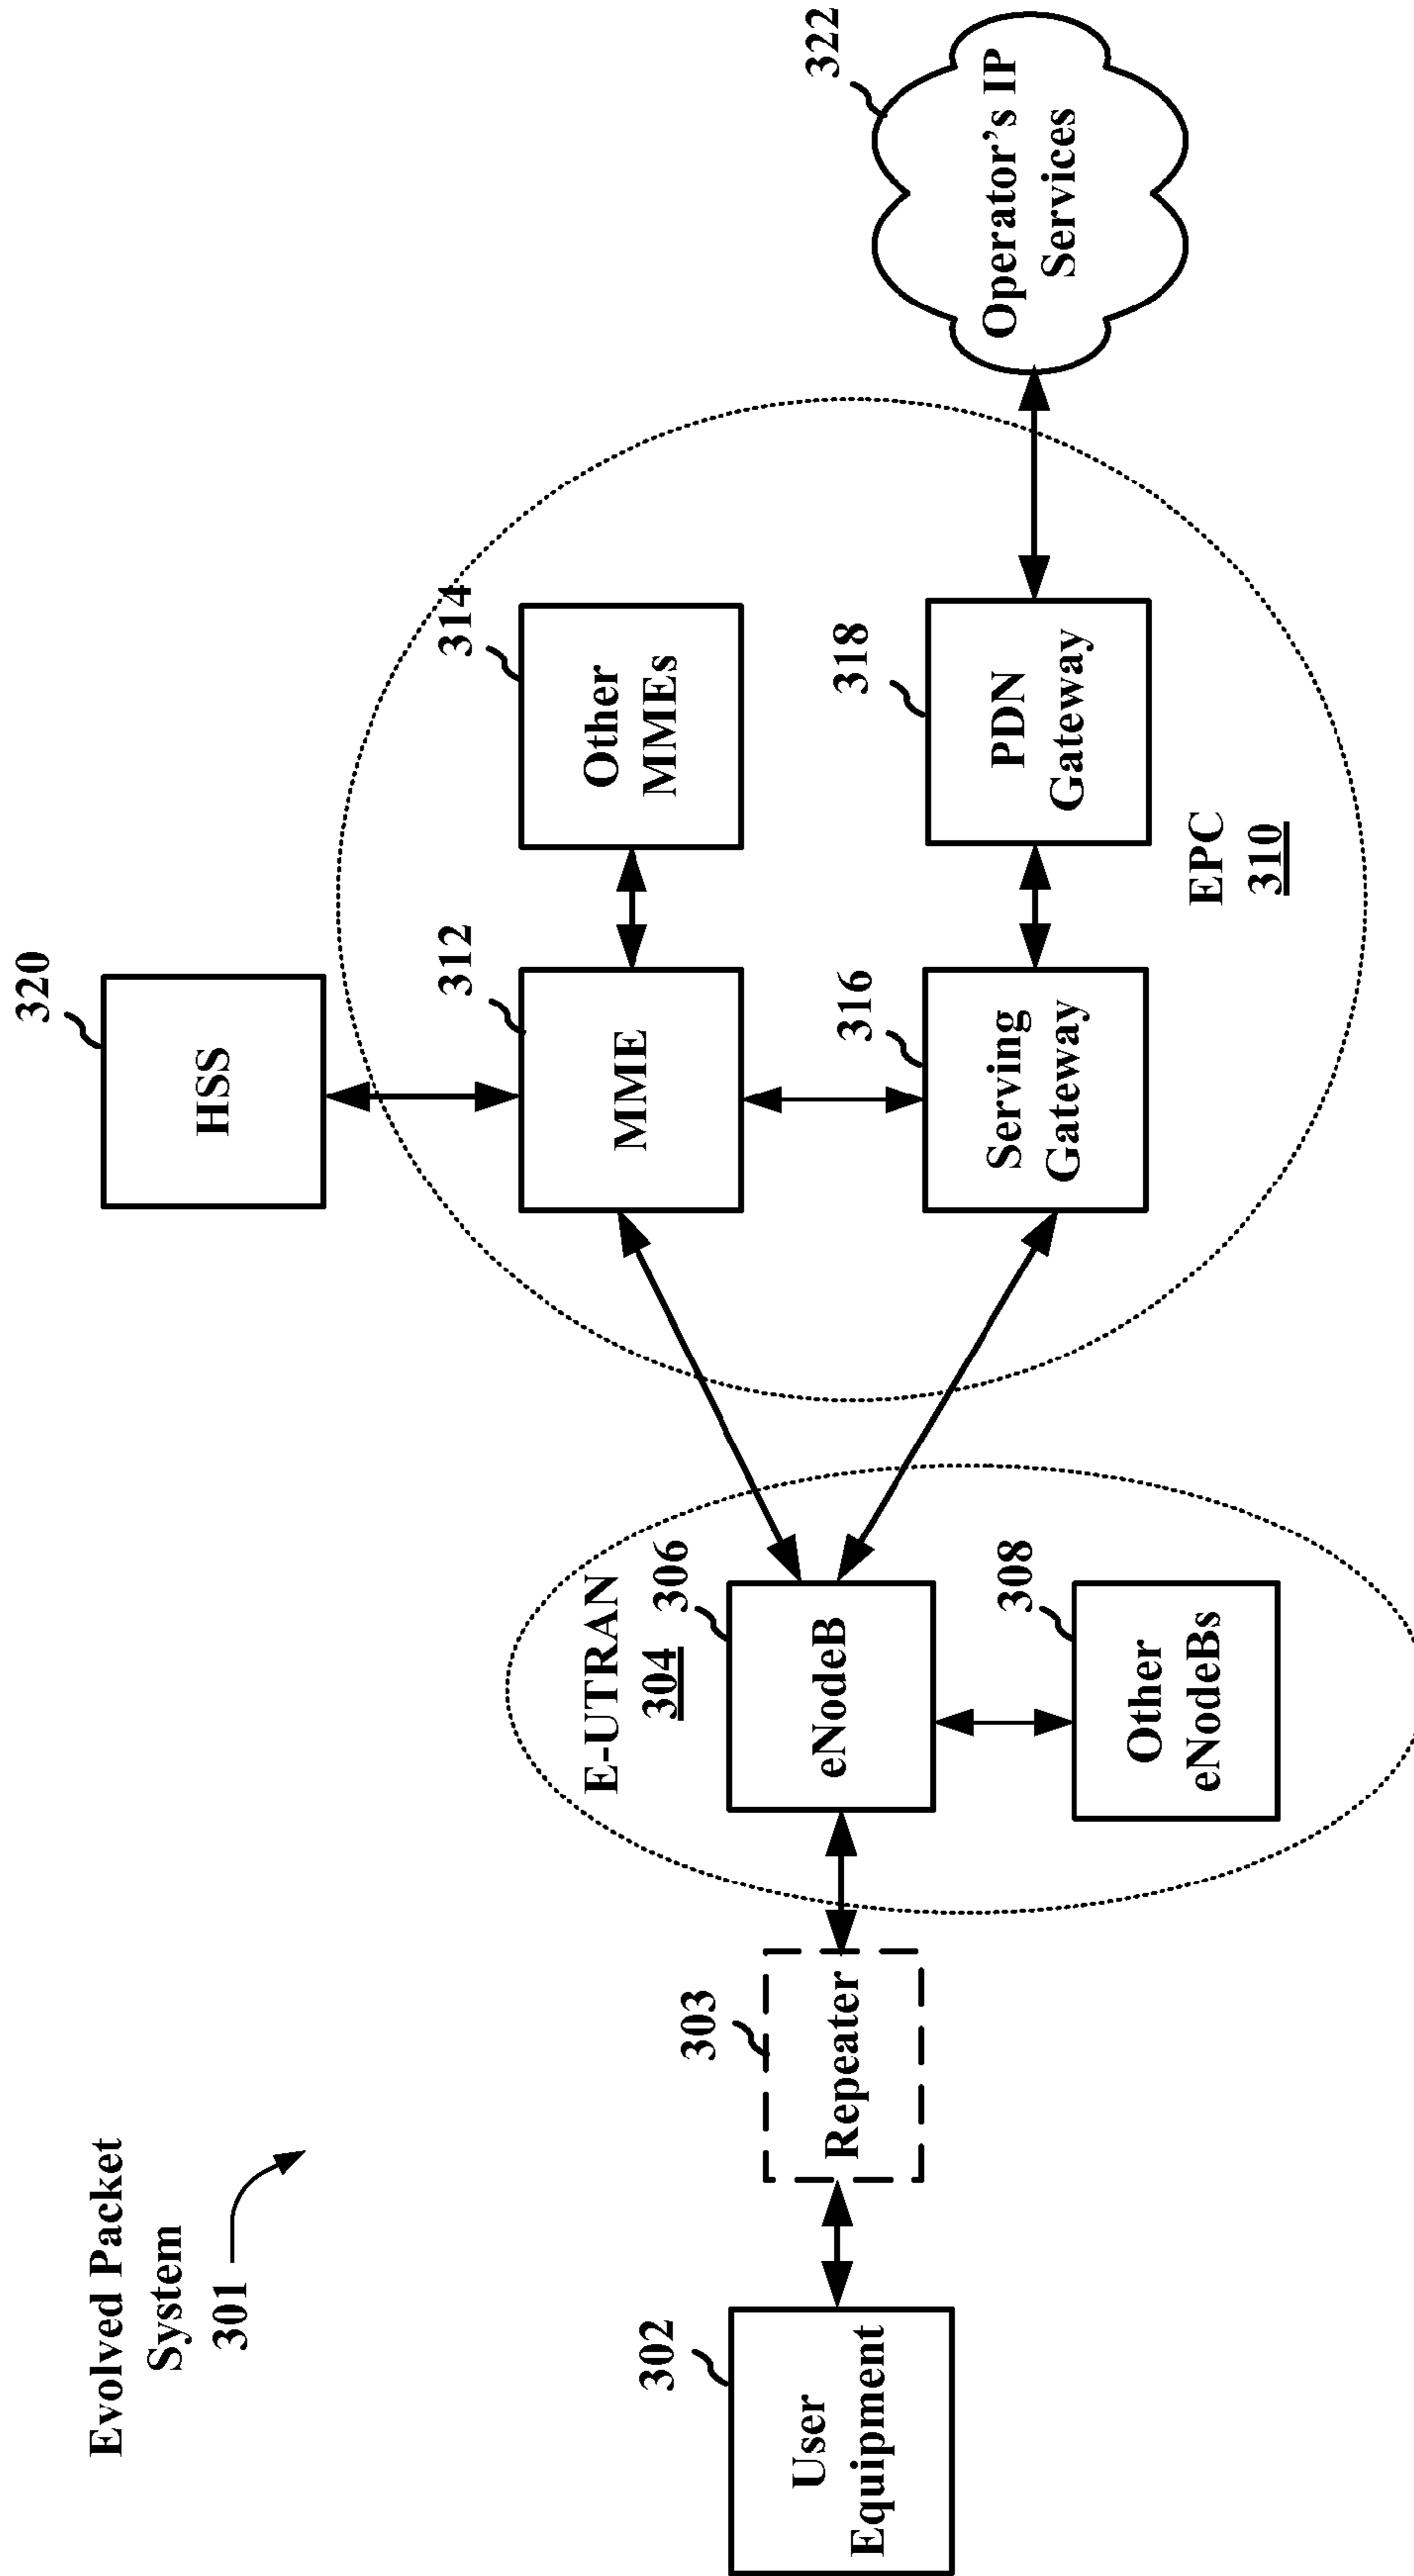 Evolved Packet
System
301
302
User
Equipment
303
Repeater
E-UTRAN
304
306
eNodeB
308
Other
eNodeBs
320
HSS
312
MME
314
Other
MMEs
316
Serving
Gateway
318
PDN
Gateway
EPC
310
322
Operator's IP
Services